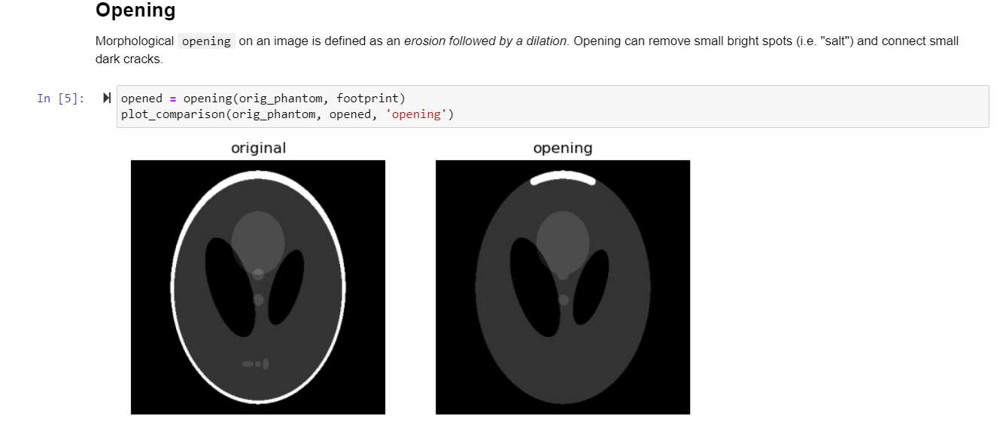 Opening
Morphological opening on an image is defined as an erosion followed by a dilation. Opening can remove small bright spots (i.e. "salt") and connect small
dark cracks.
In [5]:
opened = opening(orig_phantom, footprint)
plot_comparison(orig_phantom, opened, 'opening')
original
opening